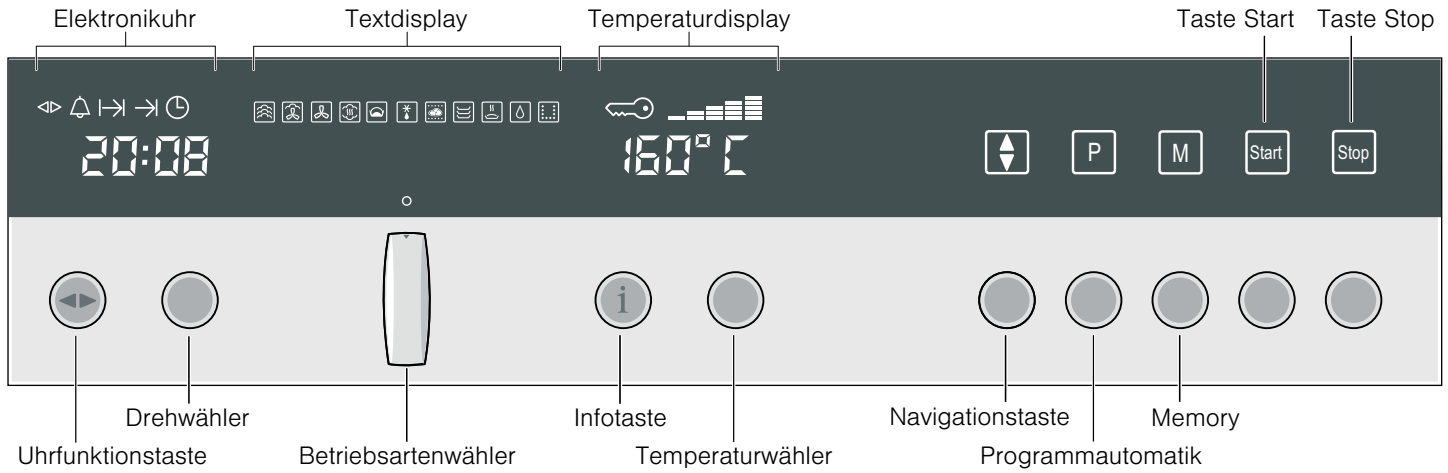 Elektronikuhr Textdisplay Temperaturdisplay Taste Start Taste Stop
20:08 160°C
P M Start Stop
i
Drehwähler Infotaste Navigationstaste Memory
Uhrfunktionstaste Betriebsartenwähler Temperaturwähler Programmautomatik